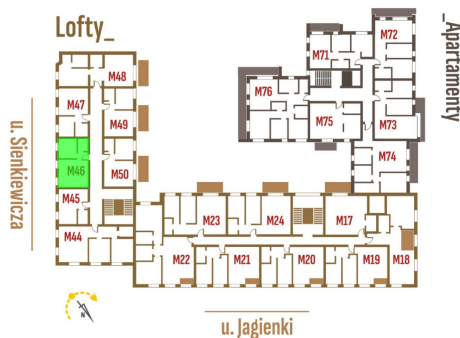 Lofty_
_Apartamenty
u. Sienkiewicza
u. Jagienki
M48
M47
M49
M46
M50
M45
M44
M71
M72
M76
M75
M73
M74
M23
M24
M17
M22
M21
M20
M19
M18
N